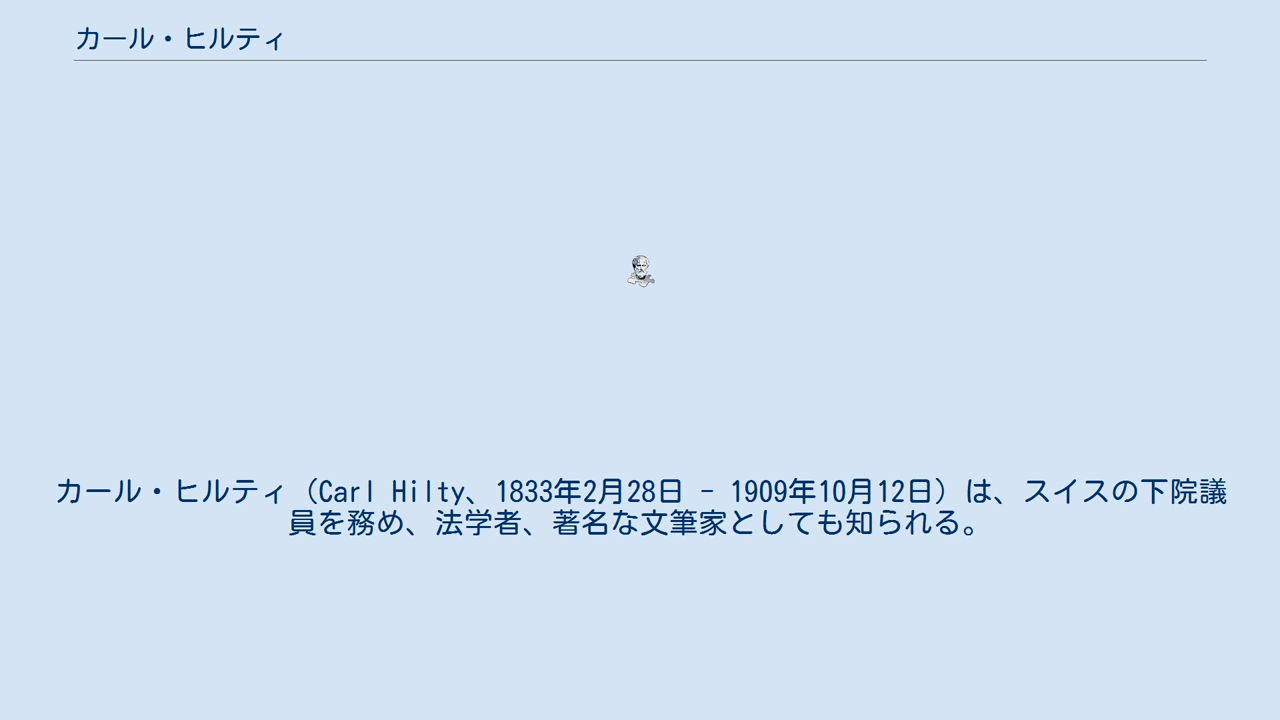 カール・ヒルティ
カール・ヒルティ（Carl Hilty、1833年2月28日 - 1909年10月12日）は、スイスの下院議
員を務め、法学者、著名な文筆家としても知られる。